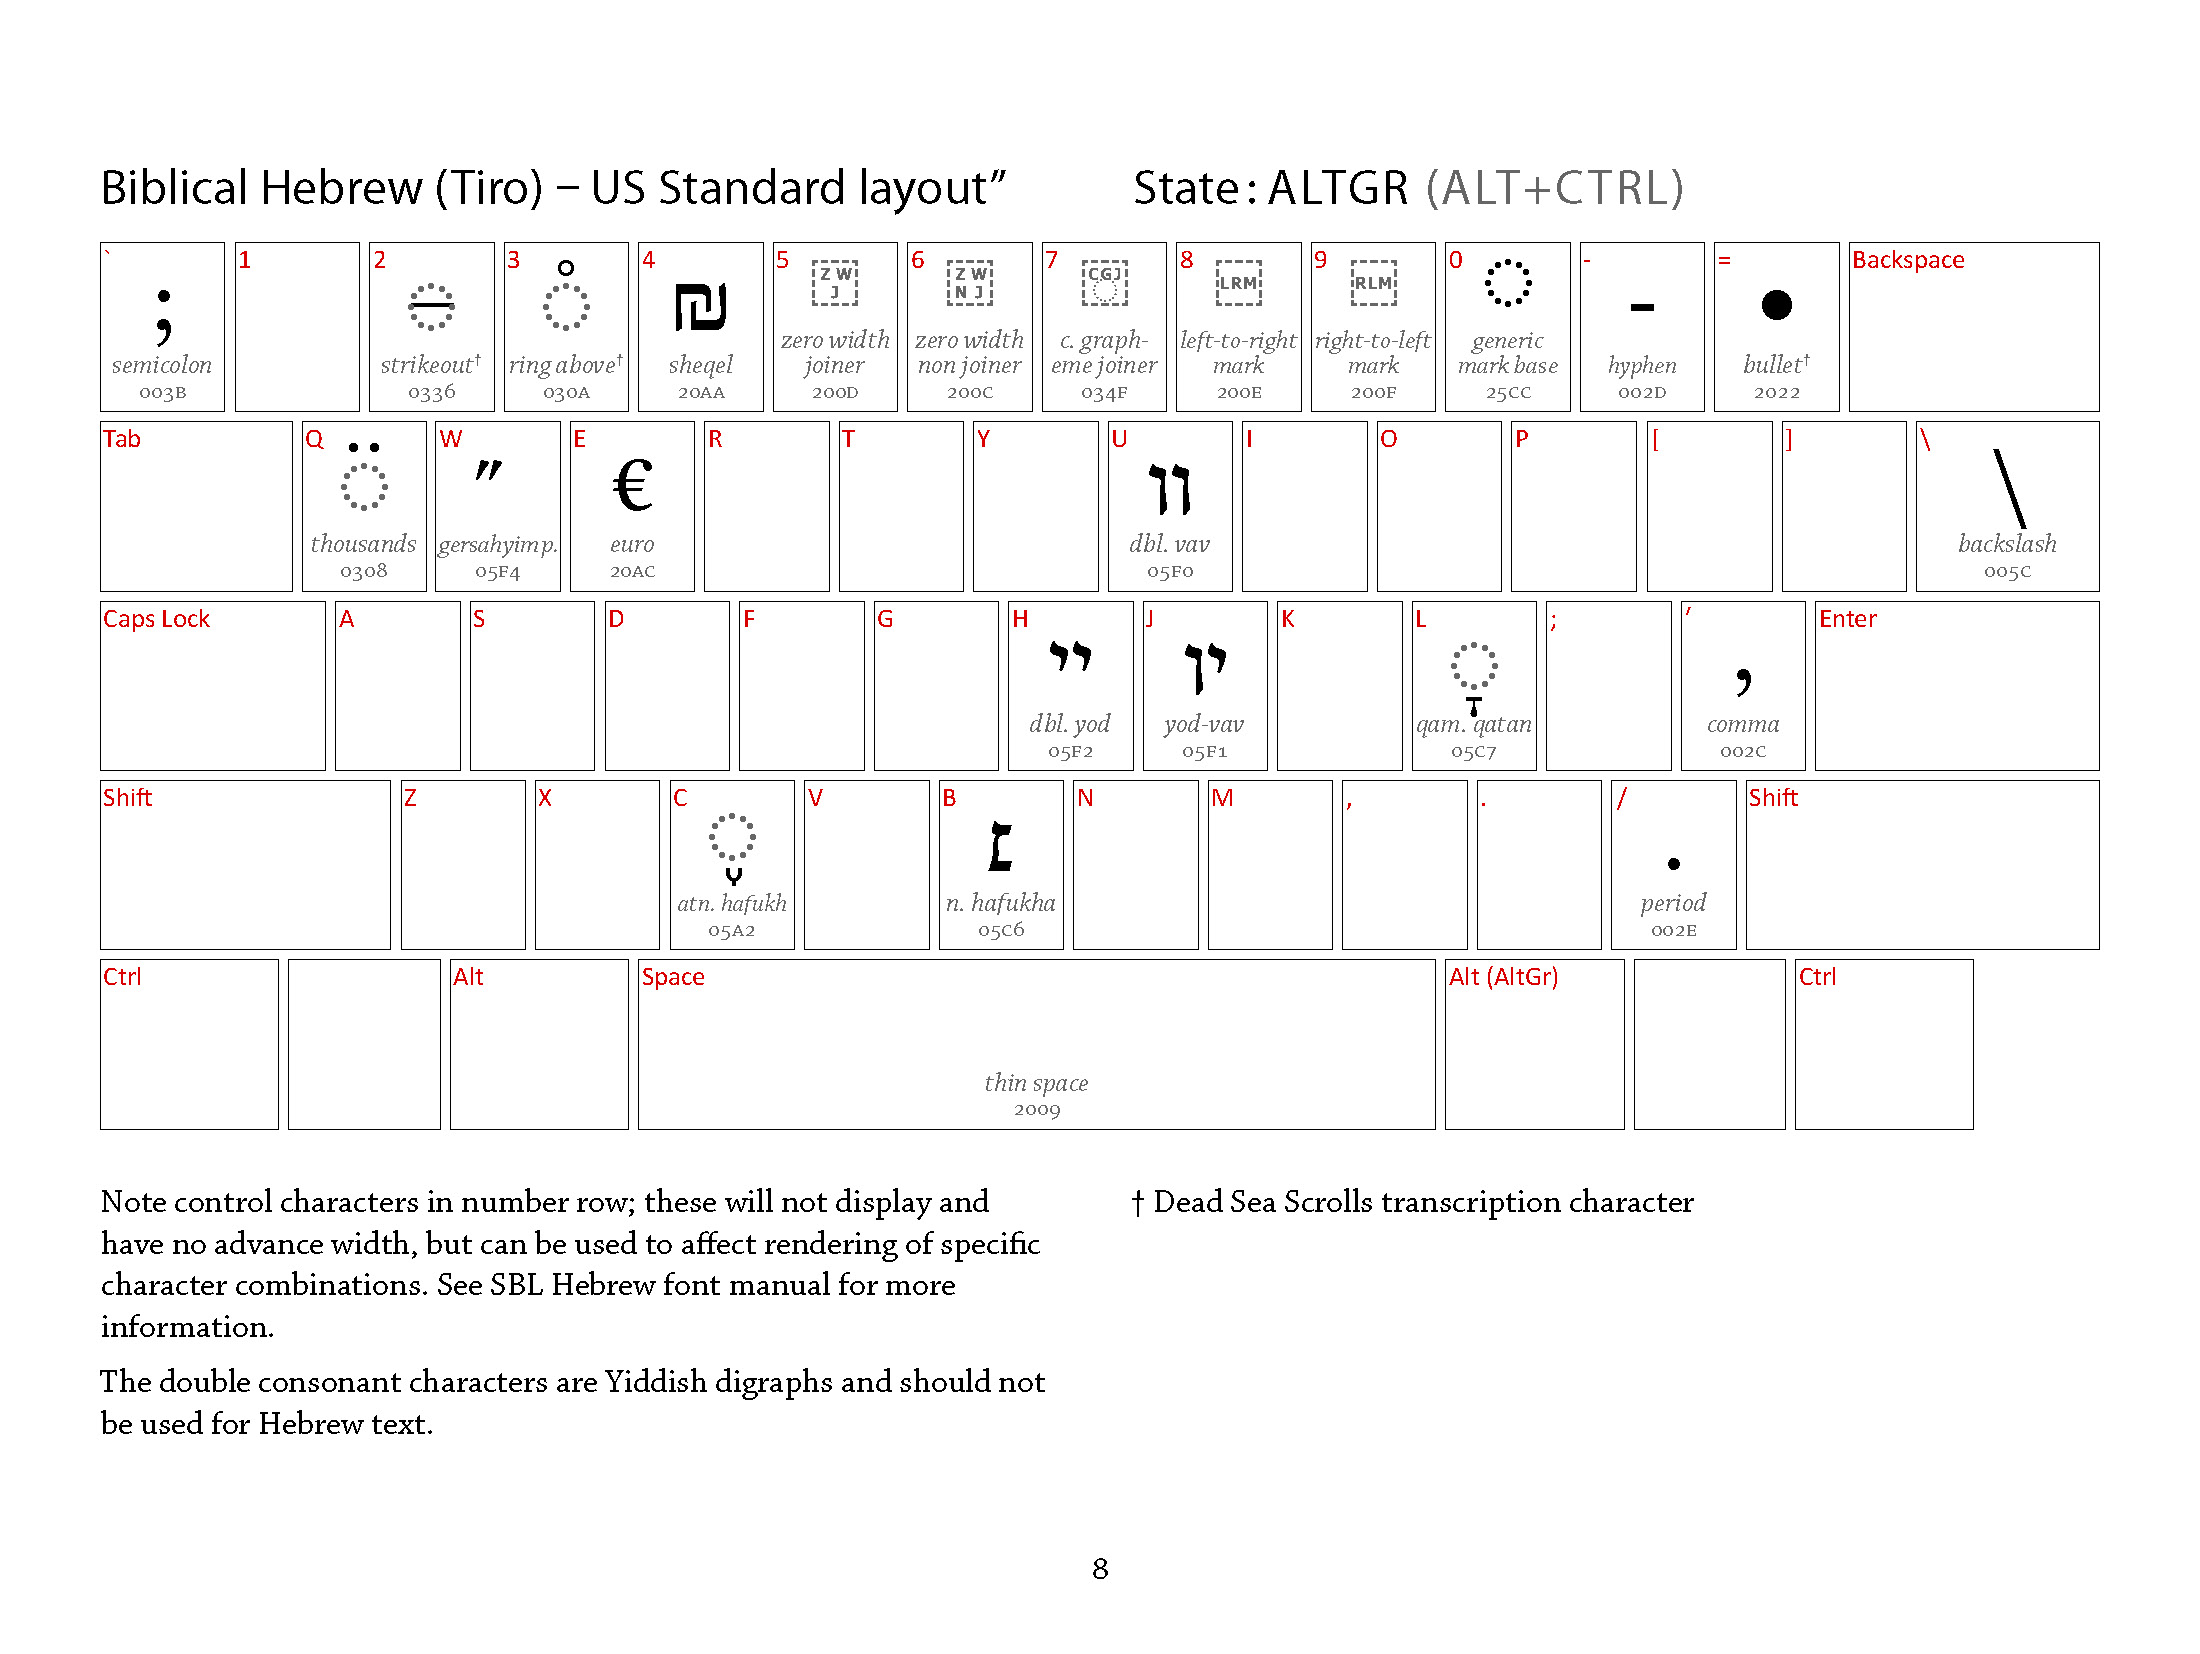 Biblical Hebrew (Tiro) – US Standard layout”
State: ALTGR (ALT+CTRL)
` ; semicolon 003B
1
2 strikeout† 0336
3 ring above† 030A
4 ₪ sheqel 20AA
5 ZW J zero width joiner 200D
6 ZW NJ zero width non joiner 200C
7 CGJ c. graph-eme joiner 034F
8 LRM left-to-right mark 200E
9 RLM right-to-left mark 200F
0 ◌ generic mark base 25CC
- - hyphen 002D
= • bullet† 2022
Backspace
Tab
Q ◌̈ thousands 0308
W ״ gersahyimp. 05F4
E € euro 20AC
R
T
Y
U װ dbl. vav 05F0
I
O
P
[
]
\ \ backslash 005C
Caps Lock
A
S
D
F
G
H ײ dbl. yod 05F2
J ױ yod-vav 05F1
K
L ◌ׇ qam. qatan 05C7
;
′ , comma 002C
Enter
Shift
Z
X
C ◌֢ atn. hafukh 05A2
V
B ׆ n. hafukha 05C6
N
M
,
.
/ . period 002E
Shift
Ctrl
Alt
Space thin space 2009
Alt (AltGr)
Ctrl
Note control characters in number row; these will not display and
have no advance width, but can be used to affect rendering of specific
character combinations. See SBL Hebrew font manual for more
information.
The double consonant characters are Yiddish digraphs and should not
be used for Hebrew text.
† Dead Sea Scrolls transcription character
8